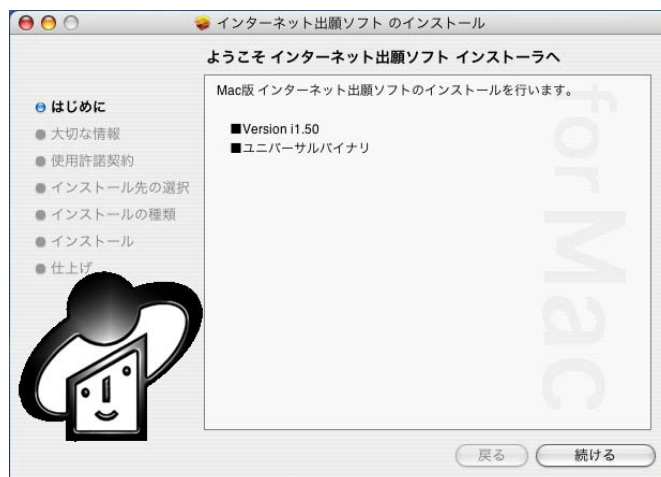 インターネット出願ソフト のインストール
ようこそ インターネット出願ソフト インストーラへ
はじめに
大切な情報
使用許諾契約
インストール先の選択
インストールの種類
インストール
仕上げ
Mac版 インターネット出願ソフトのインストールを行います。
■Version i1.50
■ユニバーサルバイナリ
for Mac
戻る
続ける